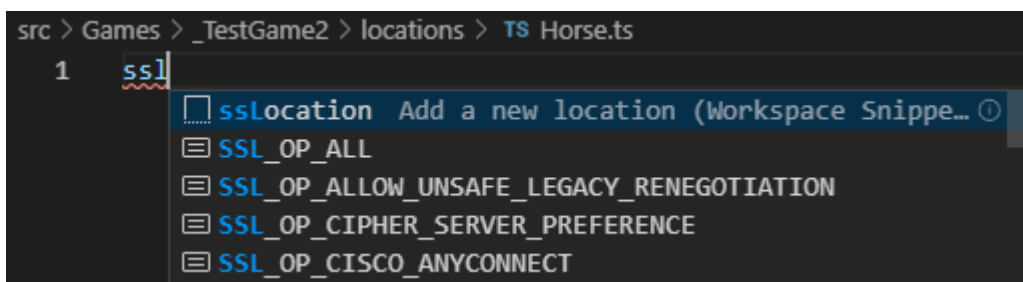 src > Games > _TestGame2 > locations > TS Horse.ts
1 ssl
ssLocation Add a new location (Workspace Snippe…
SSL_OP_ALL
SSL_OP_ALLOW_UNSAFE_LEGACY_RENEGOTIATION
SSL_OP_CIPHER_SERVER_PREFERENCE
SSL_OP_CISCO_ANYCONNECT